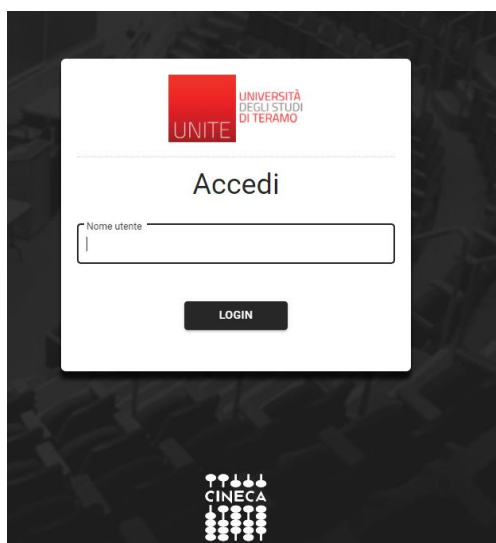 UNITE
UNIVERSITÀ
DEGLI STUDI
DI TERAMO
Accedi
Nome utente
LOGIN
CINECA